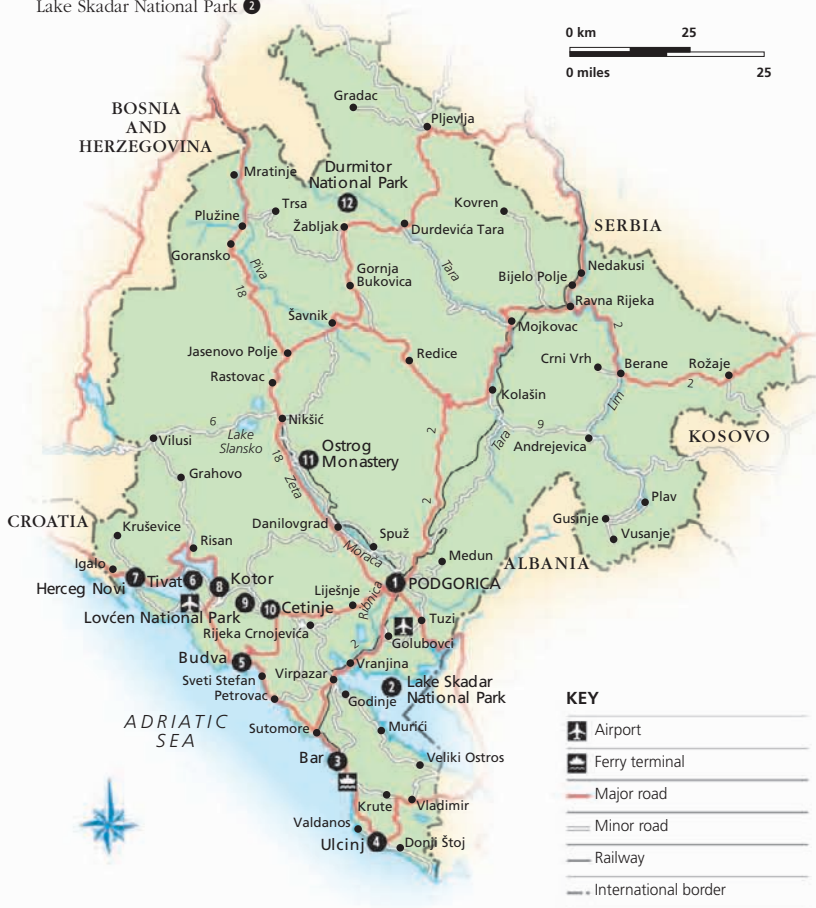 Lake Skadar National Park 2
0 km 25
0 miles 25
BOSNIA
AND
HERZEGOVINA
Gradac
Pljevlja
Mratinje
Durmitor
National Park
12
Trsa
Kovren
SERBIA
Plužine
Žabljak
Durdevića Tara
Goransko
Piva
Tara
Nedakusi
Gornja
Bukovica
Bijelo Polje
18
Ravna Rijeka
Šavnik
Mojkovac
2
Jasenovo Polje
Redice
Crni Vrh
Berane
Rožaje
Rastovac
Kolašin
2
Lim
Nikšić
6
Lake
Slansko
2
9
Tara
Vilusi
Andrejevica
KOSOVO
Ostrog
Monastery
11
18
Grahovo
Zeta
2
Plav
Gusinje
CROATIA
Kruševice
Danilovgrad
Vusanje
Risan
Spuž
Morača
Medun
ALBANIA
Igalo
7
Herceg Novi
Tivat 6
8 Kotor
1 PODGORICA
Liješnje
Ribnica
Lovćen National Park 9
10 Cetinje
Tuzi
Rijeka Crnojevića
Golubovci
2
Budva
5
Vranjina
Sveti Stefan
Virpazar
2 Lake Skadar
National Park
Petrovac
Godinje
KEY
ADRIATIC
SEA
Murići
Airport
Sutomore
Bar 3
Veliki Ostros
Ferry terminal
Major road
Krute
Vladimir
Valdanos
Minor road
Ulcinj 4
Donji Štoj
Railway
International border